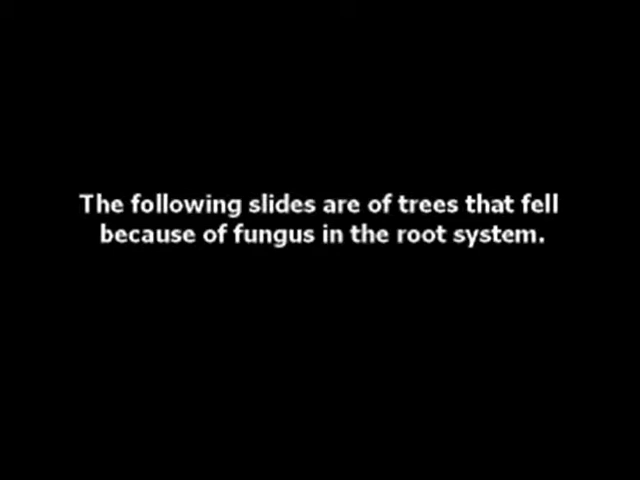 The following slides are of trees that fell
because of fungus in the root system.